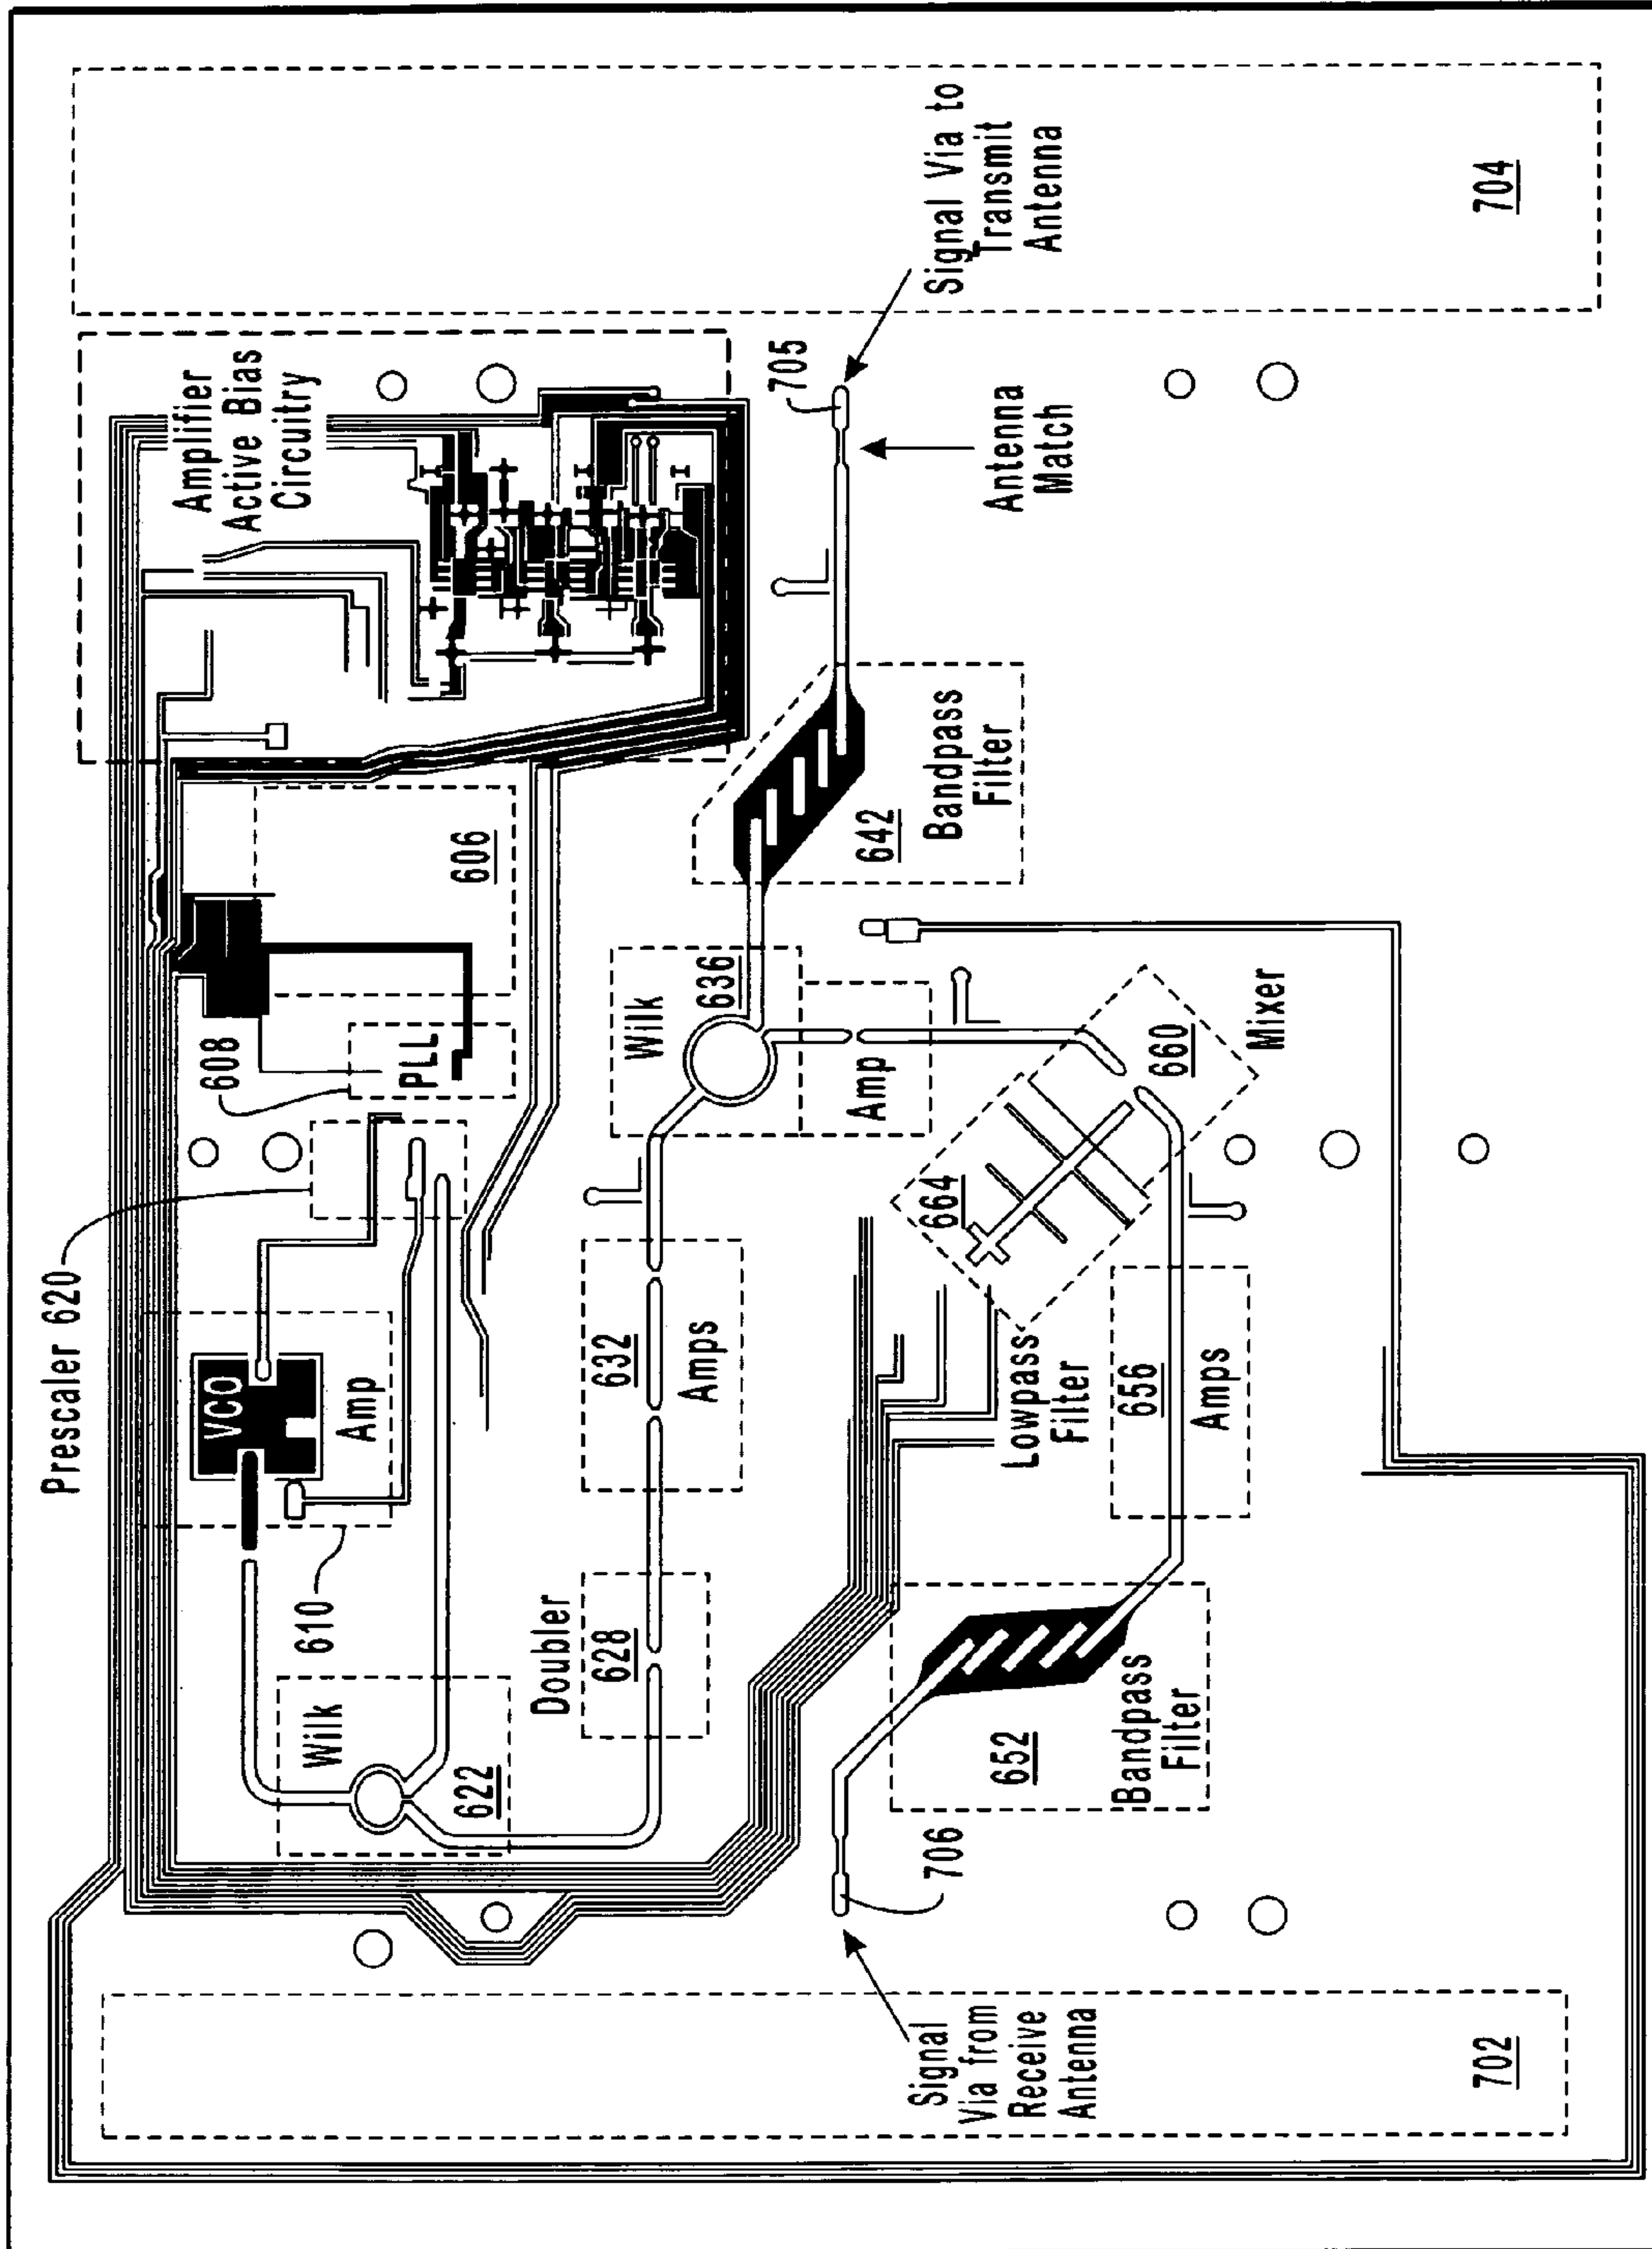 Prescaler 620
VCO
Amp
610
608
PLL
606
Amplifier
Active Bias
Circuitry
Wilk
622
Doubler
628
632
Amps
Wilk
636
Amp
642
Bandpass
Filter
705
Antenna
Match
Signal Via to
Transmit
Antenna
704
664
660
Mixer
Lowpass
Filter
656
Amps
652
Bandpass
Filter
706
Signal
Via from
Receive
Antenna
702